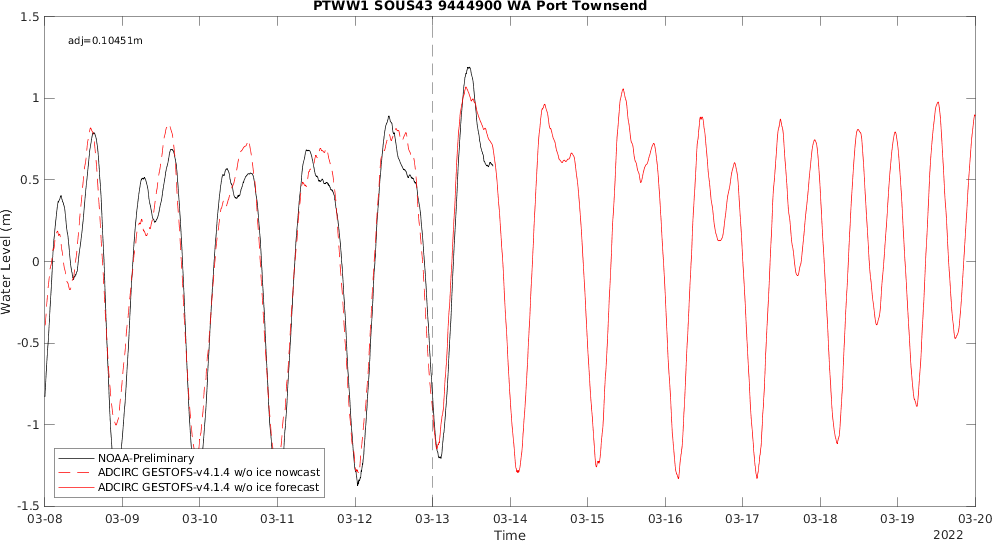 PTWW1 SOUS43 9444900 WA Port Townsend
adj=0.10451m
1.5
1
0.5
0
-0.5
-1
-1.5
Water Level (m)
NOAA-Preliminary
ADCIRC GESTOFS-v4.1.4 w/o ice nowcast
ADCIRC GESTOFS-v4.1.4 w/o ice forecast
03-08 03-09 03-10 03-11 03-12 03-13 03-14 03-15 03-16 03-17 03-18 03-19 03-20
Time
2022